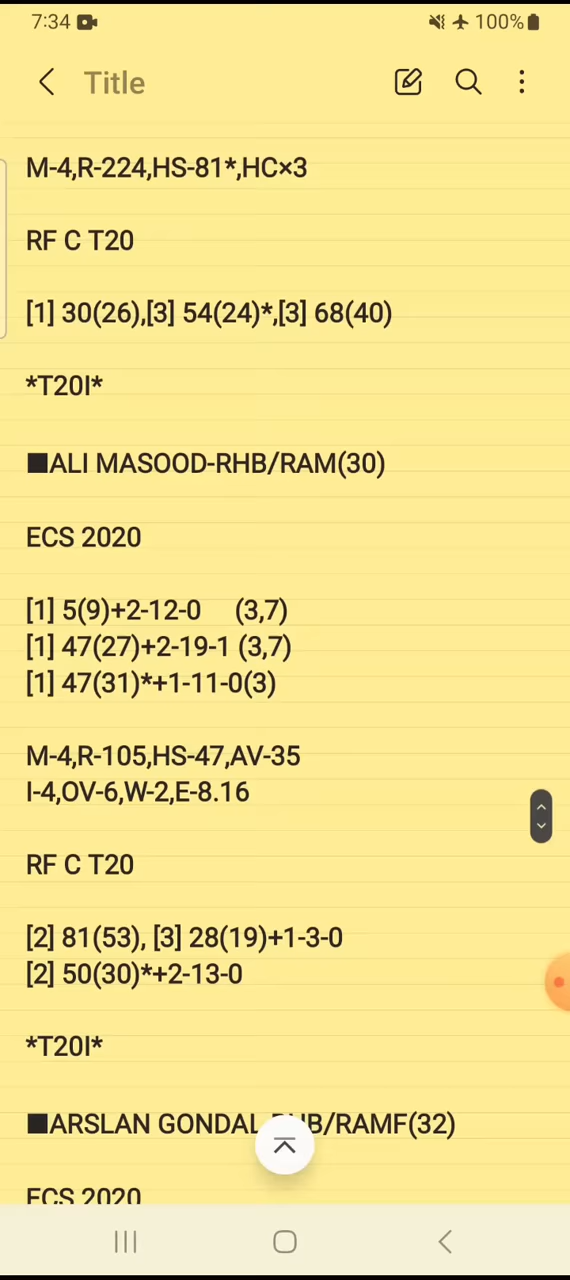 7:34
100%
Title
M-4,R-224,HS-81*,HC×3
RF C T20
[1] 30(26),[3] 54(24)*,[3] 68(40)
*T20I*
■ALI MASOOD-RHB/RAM(30)
ECS 2020
[1] 5(9)+2-12-0 (3,7)
[1] 47(27)+2-19-1 (3,7)
[1] 47(31)*+1-11-0(3)
M-4,R-105,HS-47,AV-35
I-4,OV-6,W-2,E-8.16
RF C T20
[2] 81(53), [3] 28(19)+1-3-0
[2] 50(30)*+2-13-0
*T20I*
■ARSLAN GONDAL HB/RAMF(32)
ECS 2020